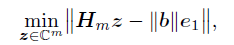 min_{z∈ℂ^m} ‖H_m z − ‖b‖e_1‖,